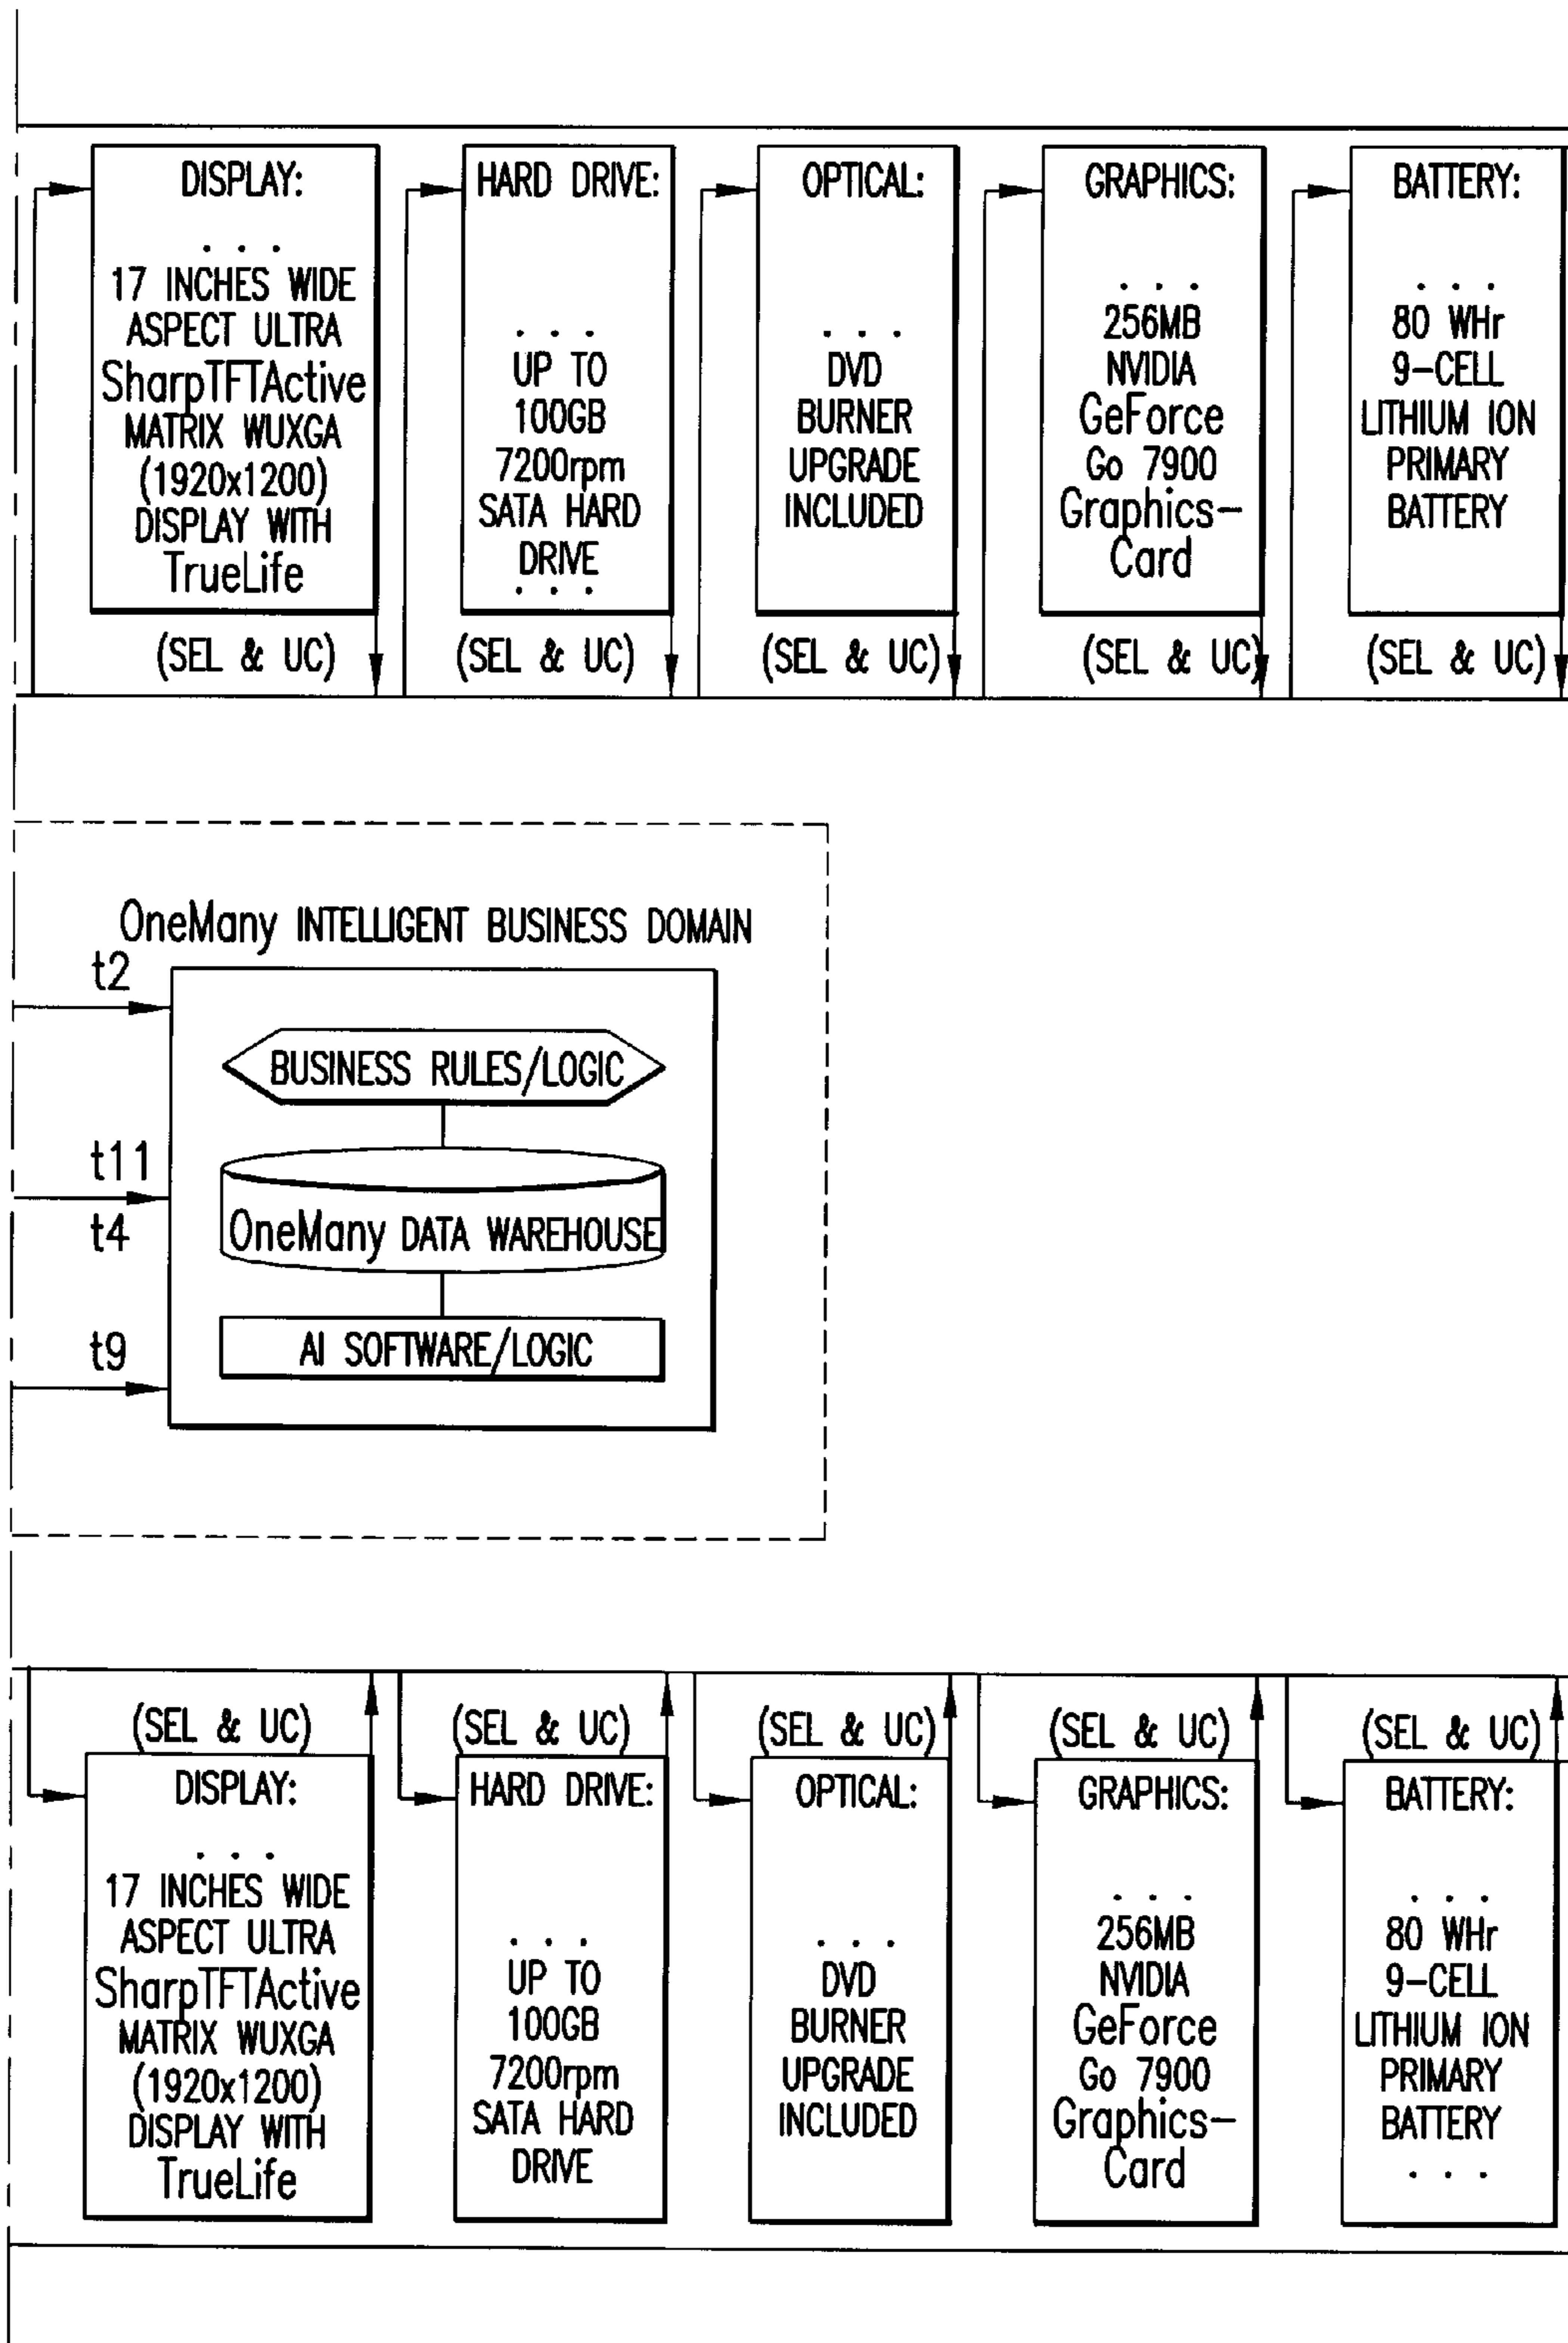 DISPLAY:
. . .
17 INCHES WIDE
ASPECT ULTRA
SharpTFTActive
MATRIX WUXGA
(1920x1200)
DISPLAY WITH
TrueLife
(SEL & UC)
HARD DRIVE:
. . .
UP TO
100GB
7200rpm
SATA HARD
DRIVE
. . .
(SEL & UC)
OPTICAL:
. . .
DVD
BURNER
UPGRADE
INCLUDED
(SEL & UC)
GRAPHICS:
. . .
256MB
NVIDIA
GeForce
Go 7900
Graphics-
Card
(SEL & UC)
BATTERY:
. . .
80 WHr
9-CELL
LITHIUM ION
PRIMARY
BATTERY
(SEL & UC)
OneMany INTELLIGENT BUSINESS DOMAIN
t2
BUSINESS RULES/LOGIC
t11
t4
OneMany DATA WAREHOUSE
t9
AI SOFTWARE/LOGIC
(SEL & UC)
DISPLAY:
. . .
17 INCHES WIDE
ASPECT ULTRA
SharpTFTActive
MATRIX WUXGA
(1920x1200)
DISPLAY WITH
TrueLife
(SEL & UC)
HARD DRIVE:
. . .
UP TO
100GB
7200rpm
SATA HARD
DRIVE
(SEL & UC)
OPTICAL:
. . .
DVD
BURNER
UPGRADE
INCLUDED
(SEL & UC)
GRAPHICS:
. . .
256MB
NVIDIA
GeForce
Go 7900
Graphics-
Card
(SEL & UC)
BATTERY:
. . .
80 WHr
9-CELL
LITHIUM ION
PRIMARY
BATTERY
. . .